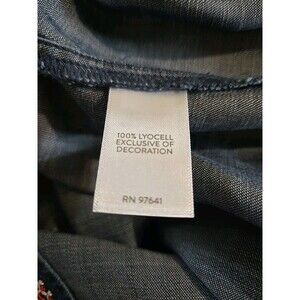 100% LYOCELL
EXCLUSIVE OF
DECORATION
RN 97641